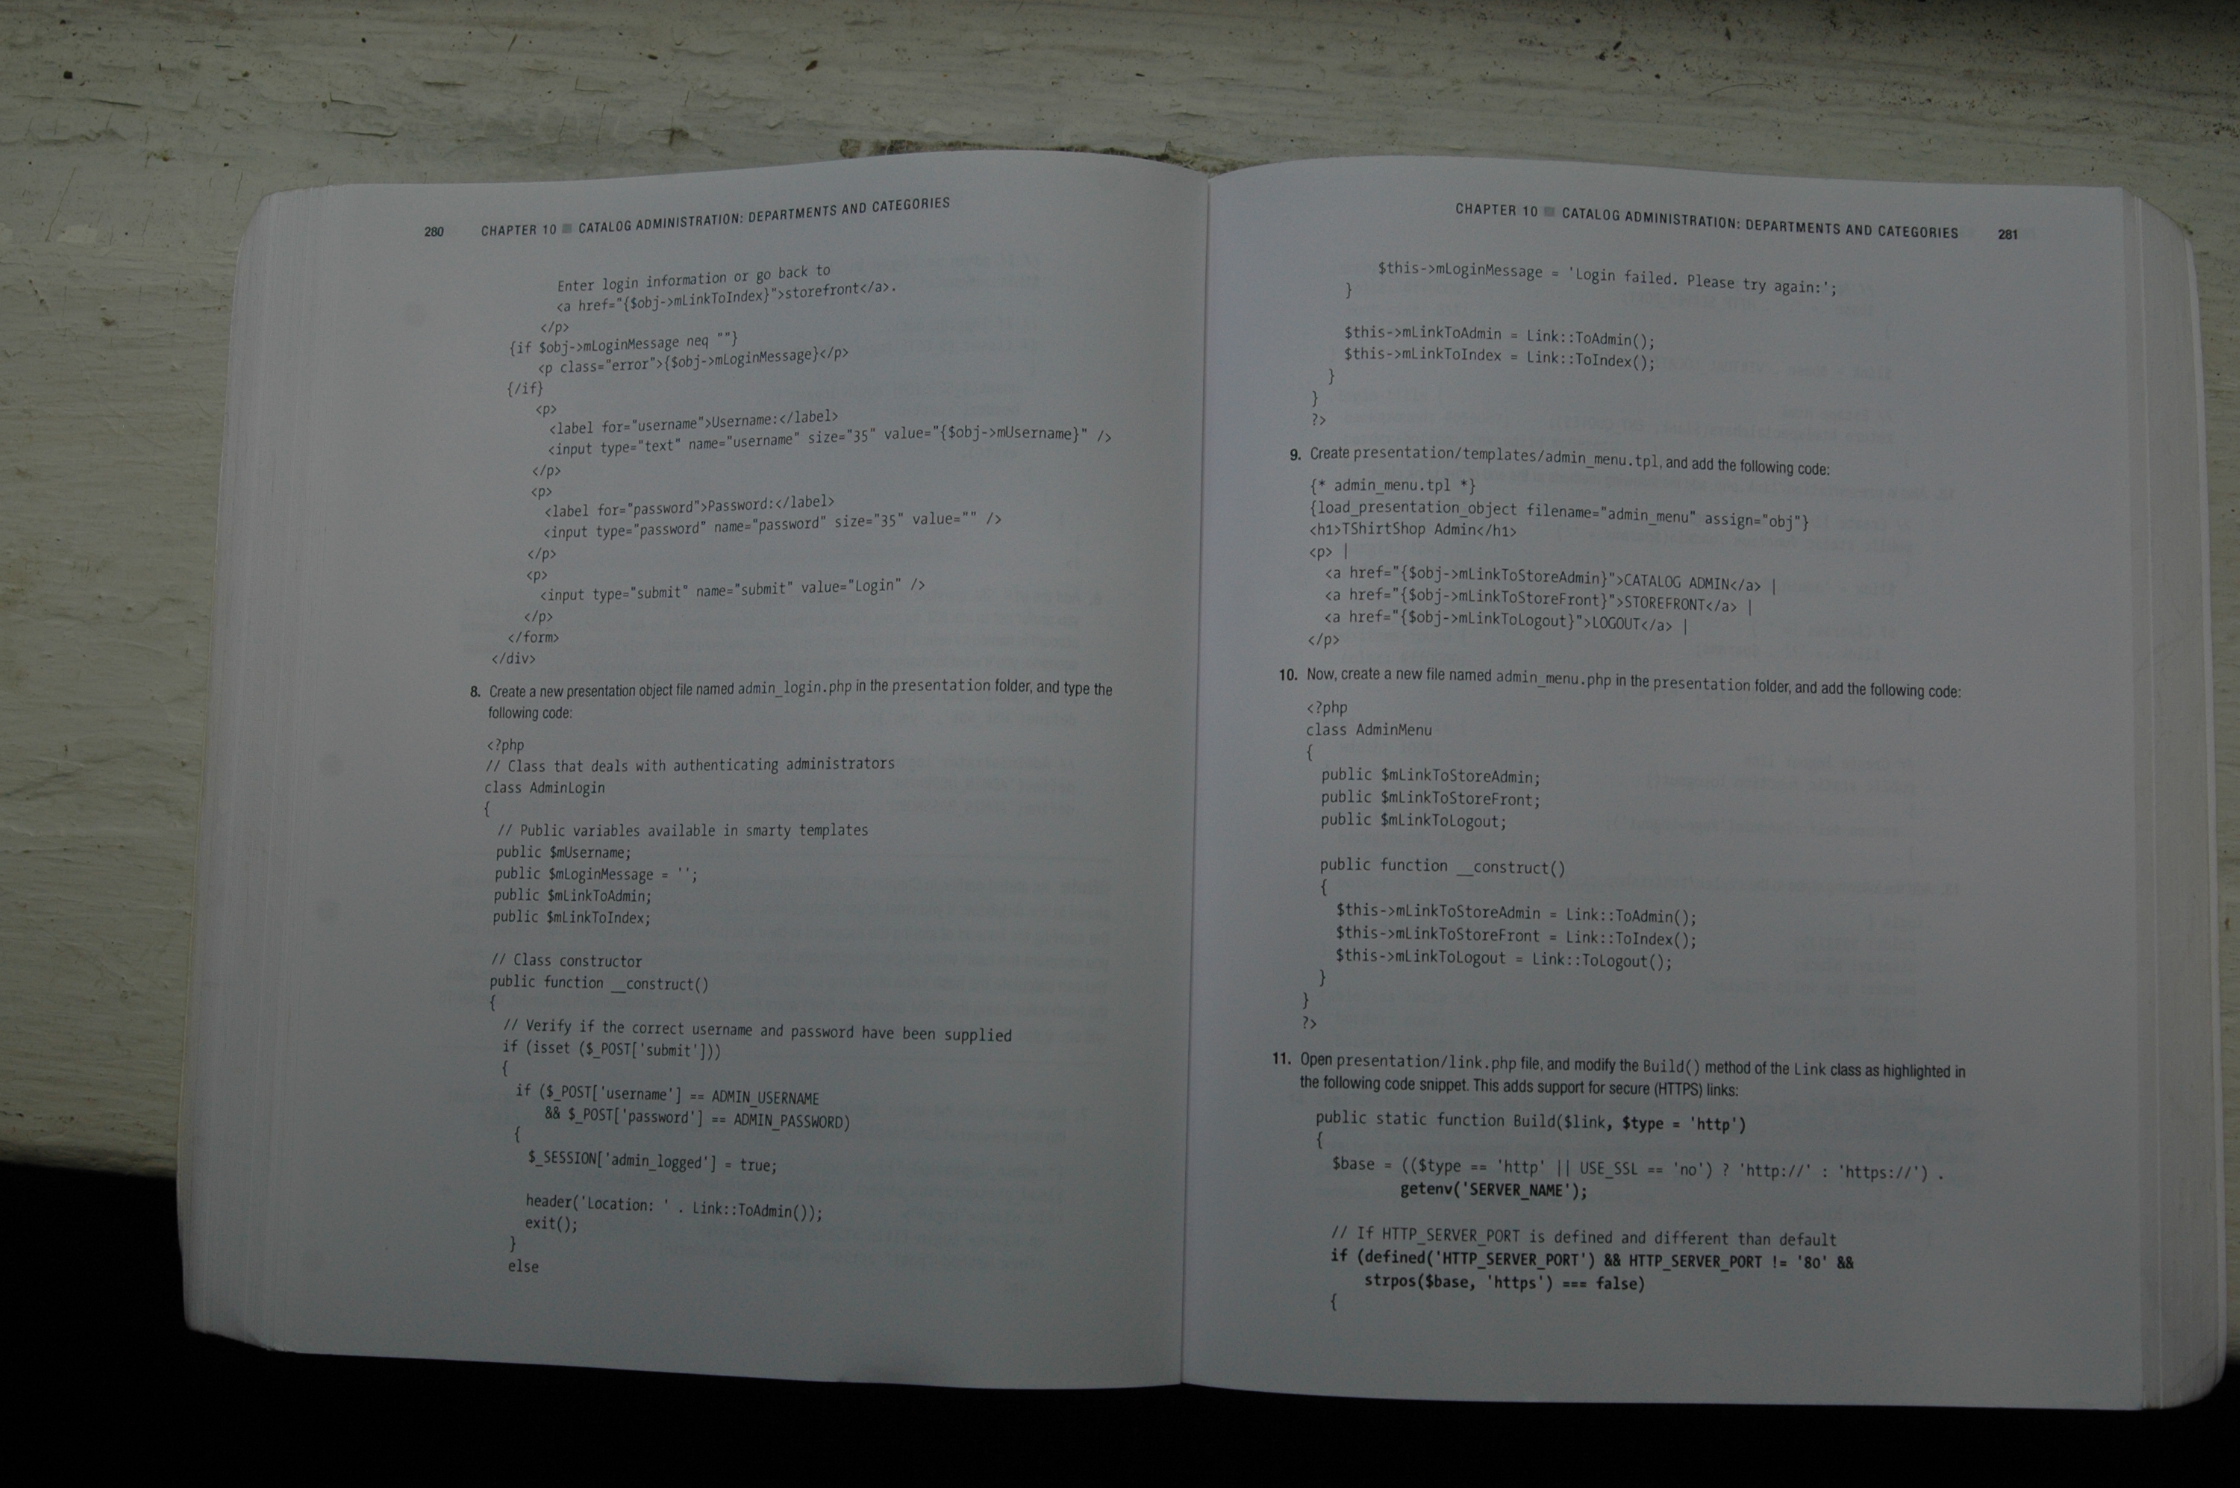 280 CHAPTER 10 ■ CATALOG ADMINISTRATION: DEPARTMENTS AND CATEGORIES
Enter login information or go back to
<a href="{$obj->mLinkToIndex}">storefront</a>.
</p>
{if $obj->mLoginMessage neq ""}
<p class="error">{$obj->mLoginMessage}</p>
{/if}
<p>
<label for="username">Username:</label>
<input type="text" name="username" size="35" value="{$obj->mUsername}" />
</p>
<p>
<label for="password">Password:</label>
<input type="password" name="password" size="35" value="" />
</p>
<p>
<input type="submit" name="submit" value="Login" />
</p>
</form>
</div>
8. Create a new presentation object file named admin_login.php in the presentation folder, and type the
following code:
<?php
// Class that deals with authenticating administrators
class AdminLogin
{
// Public variables available in smarty templates
public $mUsername;
public $mLoginMessage = '';
public $mLinkToAdmin;
public $mLinkToIndex;
// Class constructor
public function __construct()
{
// Verify if the correct username and password have been supplied
if (isset ($_POST['submit']))
{
if ($_POST['username'] == ADMIN_USERNAME
&& $_POST['password'] == ADMIN_PASSWORD)
{
$_SESSION['admin_logged'] = true;
header('Location: ' . Link::ToAdmin());
exit();
}
else
CHAPTER 10 ■ CATALOG ADMINISTRATION: DEPARTMENTS AND CATEGORIES 281
$this->mLoginMessage = 'Login failed. Please try again:';
}
$this->mLinkToAdmin = Link::ToAdmin();
$this->mLinkToIndex = Link::ToIndex();
}
}
?>
9. Create presentation/templates/admin_menu.tpl, and add the following code:
{* admin_menu.tpl *}
{load_presentation_object filename="admin_menu" assign="obj"}
<h1>TShirtShop Admin</h1>
<p> |
<a href="{$obj->mLinkToStoreAdmin}">CATALOG ADMIN</a> |
<a href="{$obj->mLinkToStoreFront}">STOREFRONT</a> |
<a href="{$obj->mLinkToLogout}">LOGOUT</a> |
</p>
10. Now, create a new file named admin_menu.php in the presentation folder, and add the following code:
<?php
class AdminMenu
{
public $mLinkToStoreAdmin;
public $mLinkToStoreFront;
public $mLinkToLogout;
public function __construct()
{
$this->mLinkToStoreAdmin = Link::ToAdmin();
$this->mLinkToStoreFront = Link::ToIndex();
$this->mLinkToLogout = Link::ToLogout();
}
}
?>
11. Open presentation/link.php file, and modify the Build() method of the Link class as highlighted in
the following code snippet. This adds support for secure (HTTPS) links:
public static function Build($link, $type = 'http')
{
$base = (($type == 'http' || USE_SSL == 'no') ? 'http://' : 'https://') .
getenv('SERVER_NAME');
// If HTTP_SERVER_PORT is defined and different than default
if (defined('HTTP_SERVER_PORT') && HTTP_SERVER_PORT != '80' &&
strpos($base, 'https') === false)
{